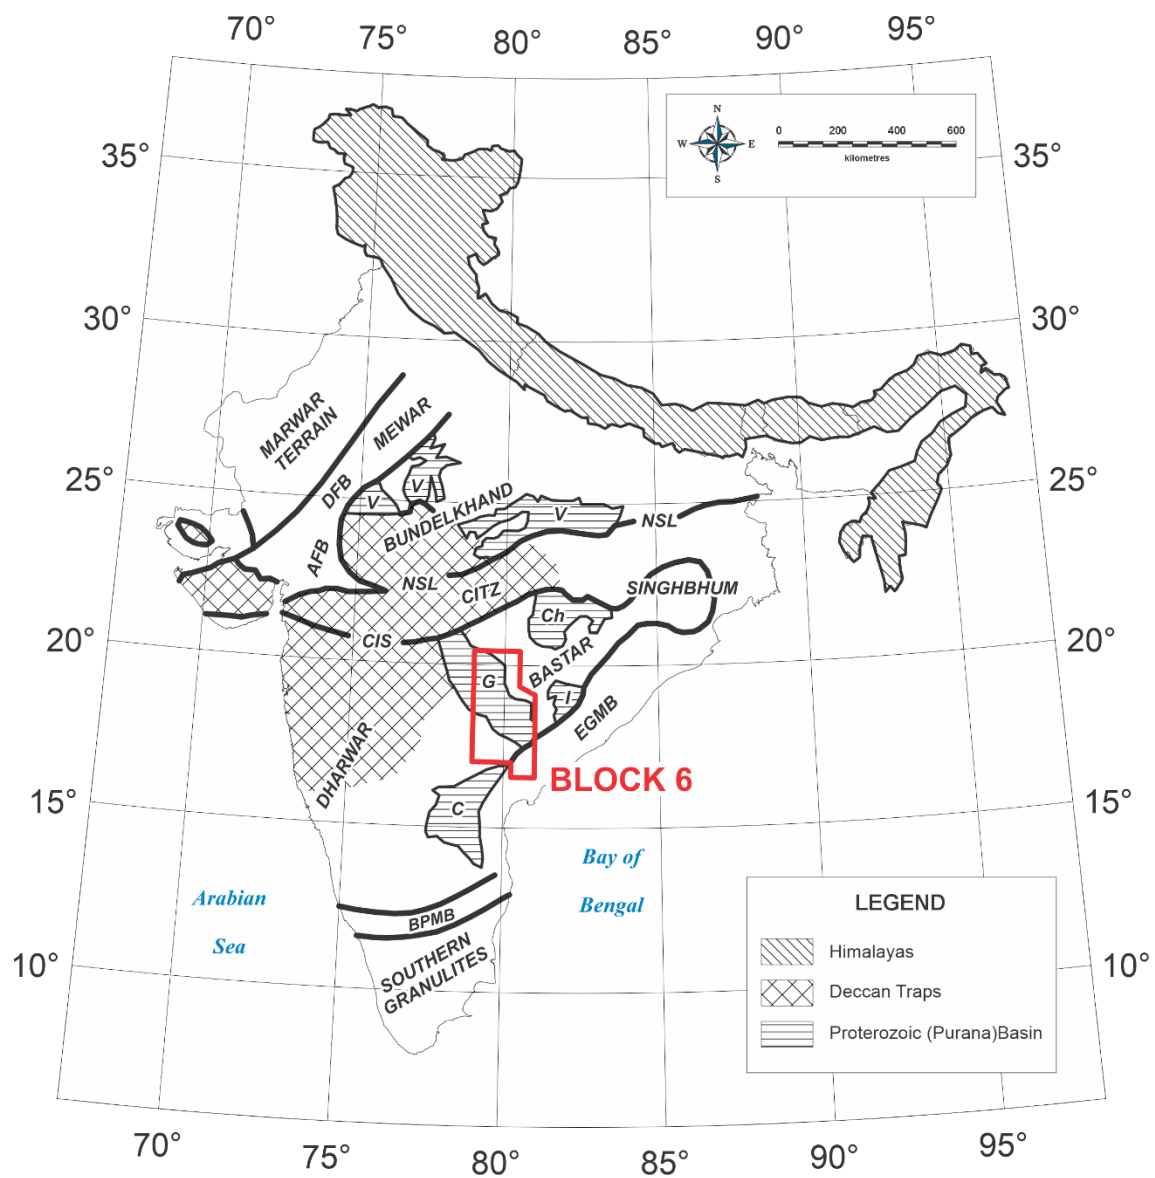 70°
75°
80°
85°
90°
95°
N
W
E
S
0
200
400
600
kilometres
35°
35°
30°
30°
25°
25°
20°
20°
15°
15°
10°
10°
MARWAR
TERRAIN
MEWAR
DFB
V
V
BUNDELKHAND
V
NSL
AFB
NSL
CITZ
SINGHBHUM
Ch
CIS
BASTAR
G
I
EGMB
DHARWAR
BLOCK 6
C
Bay of
Bengal
Arabian
Sea
BPMB
SOUTHERN
GRANULITES
LEGEND
Himalayas
Deccan Traps
Proterozoic (Purana)Basin
70°
75°
80°
85°
90°
95°